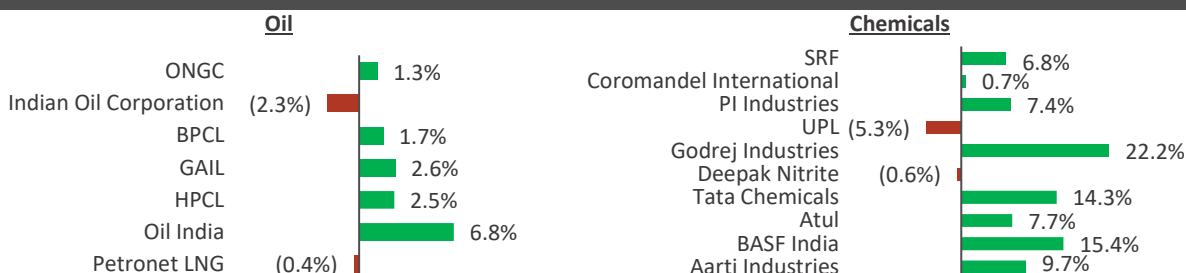 Oil
ONGC 1.3%
Indian Oil Corporation (2.3%)
BPCL 1.7%
GAIL 2.6%
HPCL 2.5%
Oil India 6.8%
Petronet LNG (0.4%)
Chemicals
SRF 6.8%
Coromandel International 0.7%
PI Industries 7.4%
UPL (5.3%)
Godrej Industries 22.2%
Deepak Nitrite (0.6%)
Tata Chemicals 14.3%
Atul 7.7%
BASF India 15.4%
Aarti Industries 9.7%